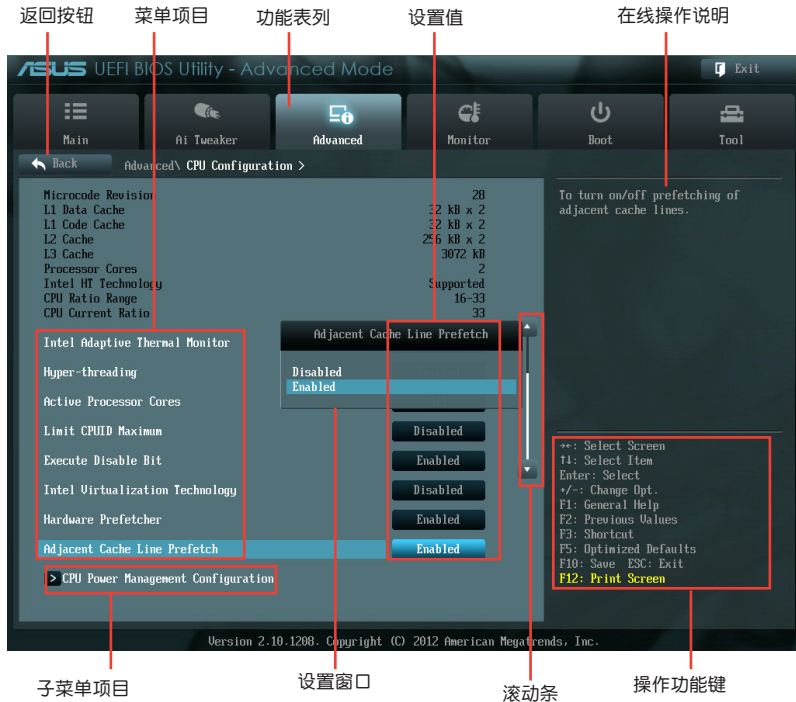 返回按钮 菜单项目 功能表列 设置值 在线操作说明
ASUS UEFI BIOS Utility - Advanced Mode Exit
Main Ai Tweaker Advanced Monitor Boot Tool
Back Advanced\ CPU Configuration >
Microcode Revision 28
L1 Data Cache 32 kB x 2
L1 Code Cache 32 kB x 2
L2 Cache 256 kB x 2
L3 Cache 3072 kB
Processor Cores 2
Intel HT Technology Supported
CPU Ratio Range 16-33
CPU Current Ratio 33
Intel Adaptive Thermal Monitor
Hyper-threading
Active Processor Cores
Limit CPUID Maximum Disabled
Execute Disable Bit Enabled
Intel Virtualization Technology Disabled
Hardware Prefetcher Enabled
Adjacent Cache Line Prefetch Enabled
> CPU Power Management Configuration
Adjacent Cache Line Prefetch
Disabled
Enabled
To turn on/off prefetching of
adjacent cache lines.
→←: Select Screen
↑↓: Select Item
Enter: Select
+/-: Change Opt.
F1: General Help
F2: Previous Values
F3: Shortcut
F5: Optimized Defaults
F10: Save ESC: Exit
F12: Print Screen
Version 2.10.1208. Copyright (C) 2012 American Megatrends, Inc.
子菜单项目 设置窗口 滚动条 操作功能键